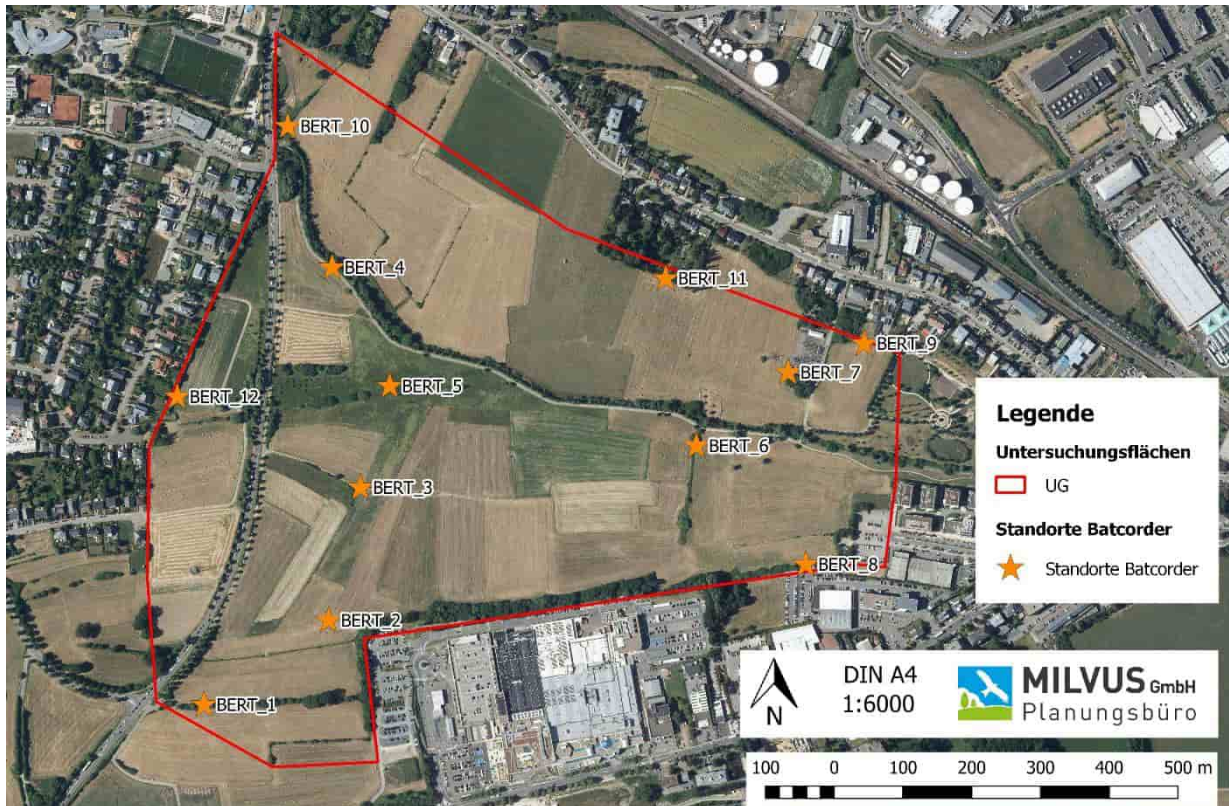 BERT_10
BERT_4
BERT_11
BERT_9
BERT_7
BERT_5
BERT_12
BERT_6
BERT_3
BERT_8
BERT_2
BERT_1
Legende
Untersuchungsflächen
UG
Standorte Batcorder
Standorte Batcorder
N
DIN A4
1:6000
MILVUS GmbH
Planungsbüro
100 0 100 200 300 400 500 m